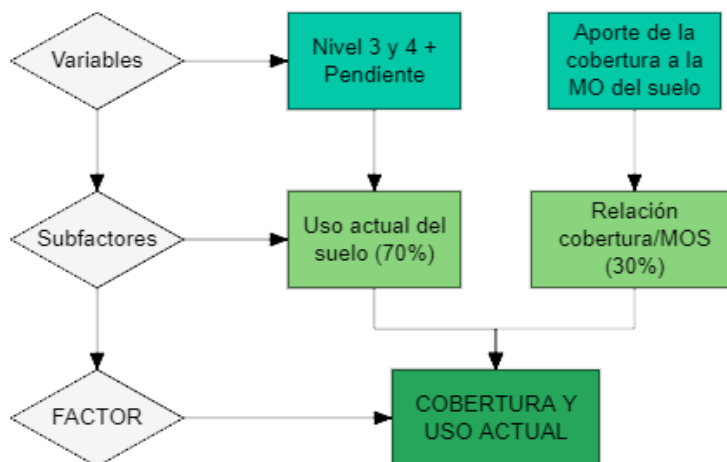 Variables
Nivel 3 y 4 +
Pendiente
Aporte de la
cobertura a la
MO del suelo
Subfactores
Uso actual del
suelo (70%)
Relación
cobertura/MOS
(30%)
FACTOR
COBERTURA Y
USO ACTUAL